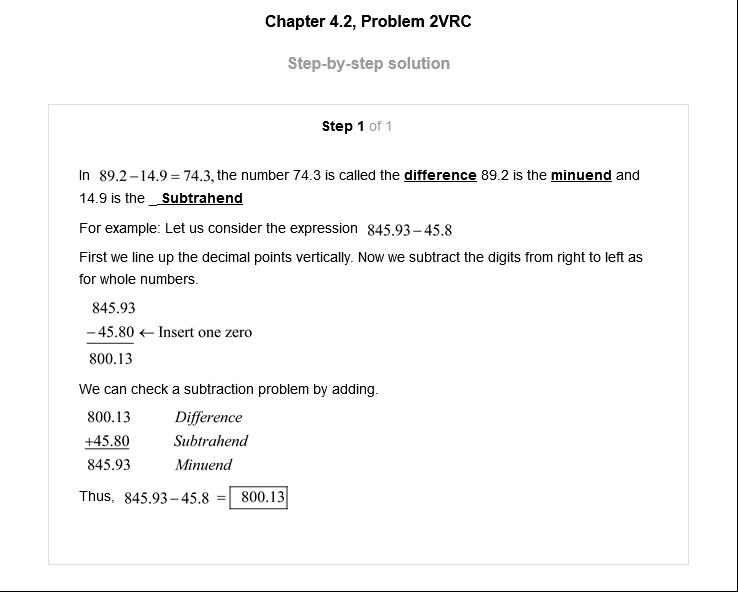 Chapter 4.2, Problem 2VRC
Step-by-step solution
Step 1 of 1
In 89.2 − 14.9 = 74.3, the number 74.3 is called the difference 89.2 is the minuend and
14.9 is the _ Subtrahend
For example: Let us consider the expression 845.93 − 45.8
First we line up the decimal points vertically. Now we subtract the digits from right to left as
for whole numbers.
845.93
− 45.80 ← Insert one zero
800.13
We can check a subtraction problem by adding.
800.13 Difference
+45.80 Subtrahend
845.93 Minuend
Thus, 845.93 − 45.8 = 800.13